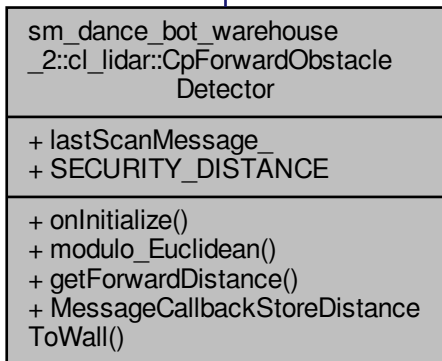 sm_dance_bot_warehouse
_2::cl_lidar::CpForwardObstacle
Detector
+ lastScanMessage_
+ SECURITY_DISTANCE
+ onInitialize()
+ modulo_Euclidean()
+ getForwardDistance()
+ MessageCallbackStoreDistance
ToWall()